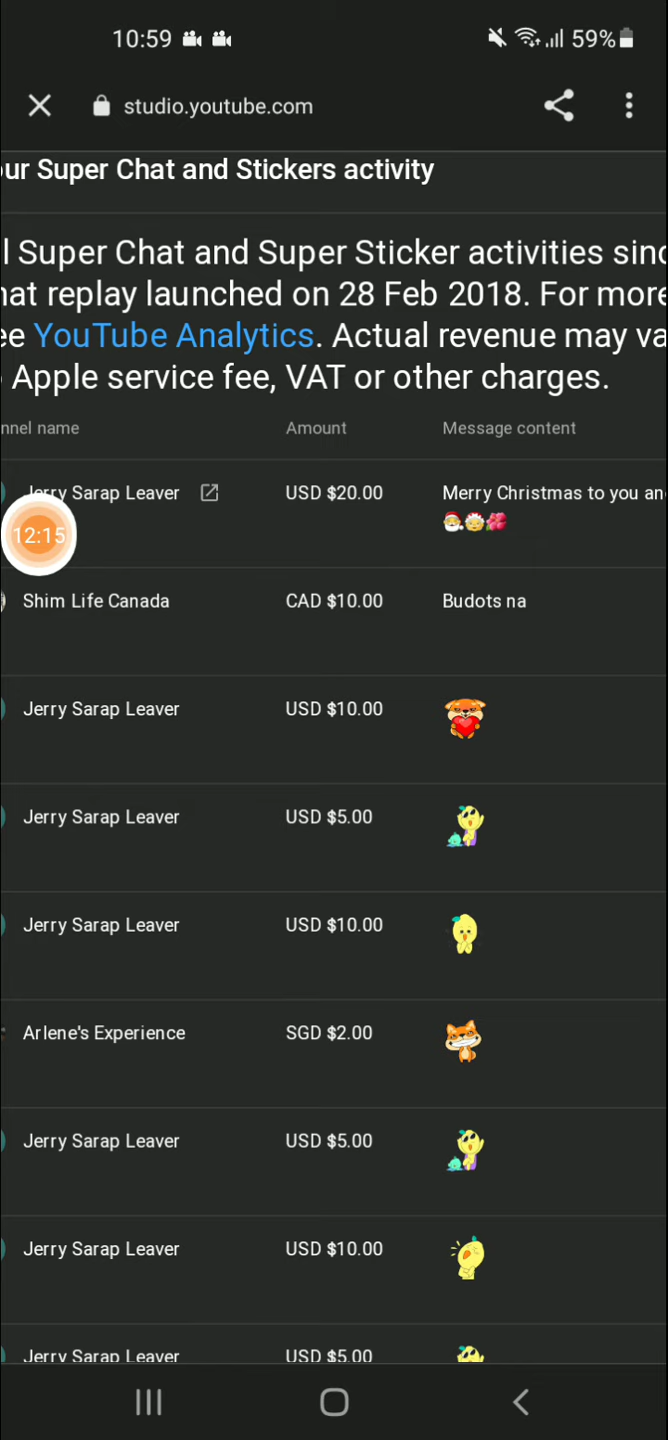 10:59
59%
studio.youtube.com
our Super Chat and Stickers activity
l Super Chat and Super Sticker activities sinc
hat replay launched on 28 Feb 2018. For more
ee YouTube Analytics. Actual revenue may va
Apple service fee, VAT or other charges.
nnel name Amount Message content
Jerry Sarap Leaver USD $20.00 Merry Christmas to you an
🎅🤶🌺
12:15
Shim Life Canada CAD $10.00 Budots na
Jerry Sarap Leaver USD $10.00
Jerry Sarap Leaver USD $5.00
Jerry Sarap Leaver USD $10.00
Arlene's Experience SGD $2.00
Jerry Sarap Leaver USD $5.00
Jerry Sarap Leaver USD $10.00
Jerry Sarap Leaver USD $5.00